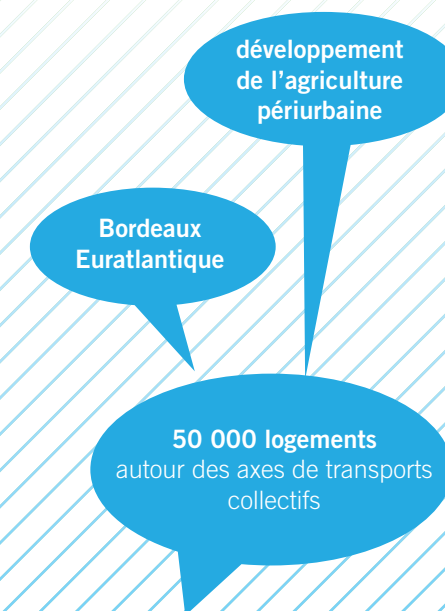 développement
de l’agriculture
périurbaine
Bordeaux
Euratlantique
50 000 logements
autour des axes de transports
collectifs